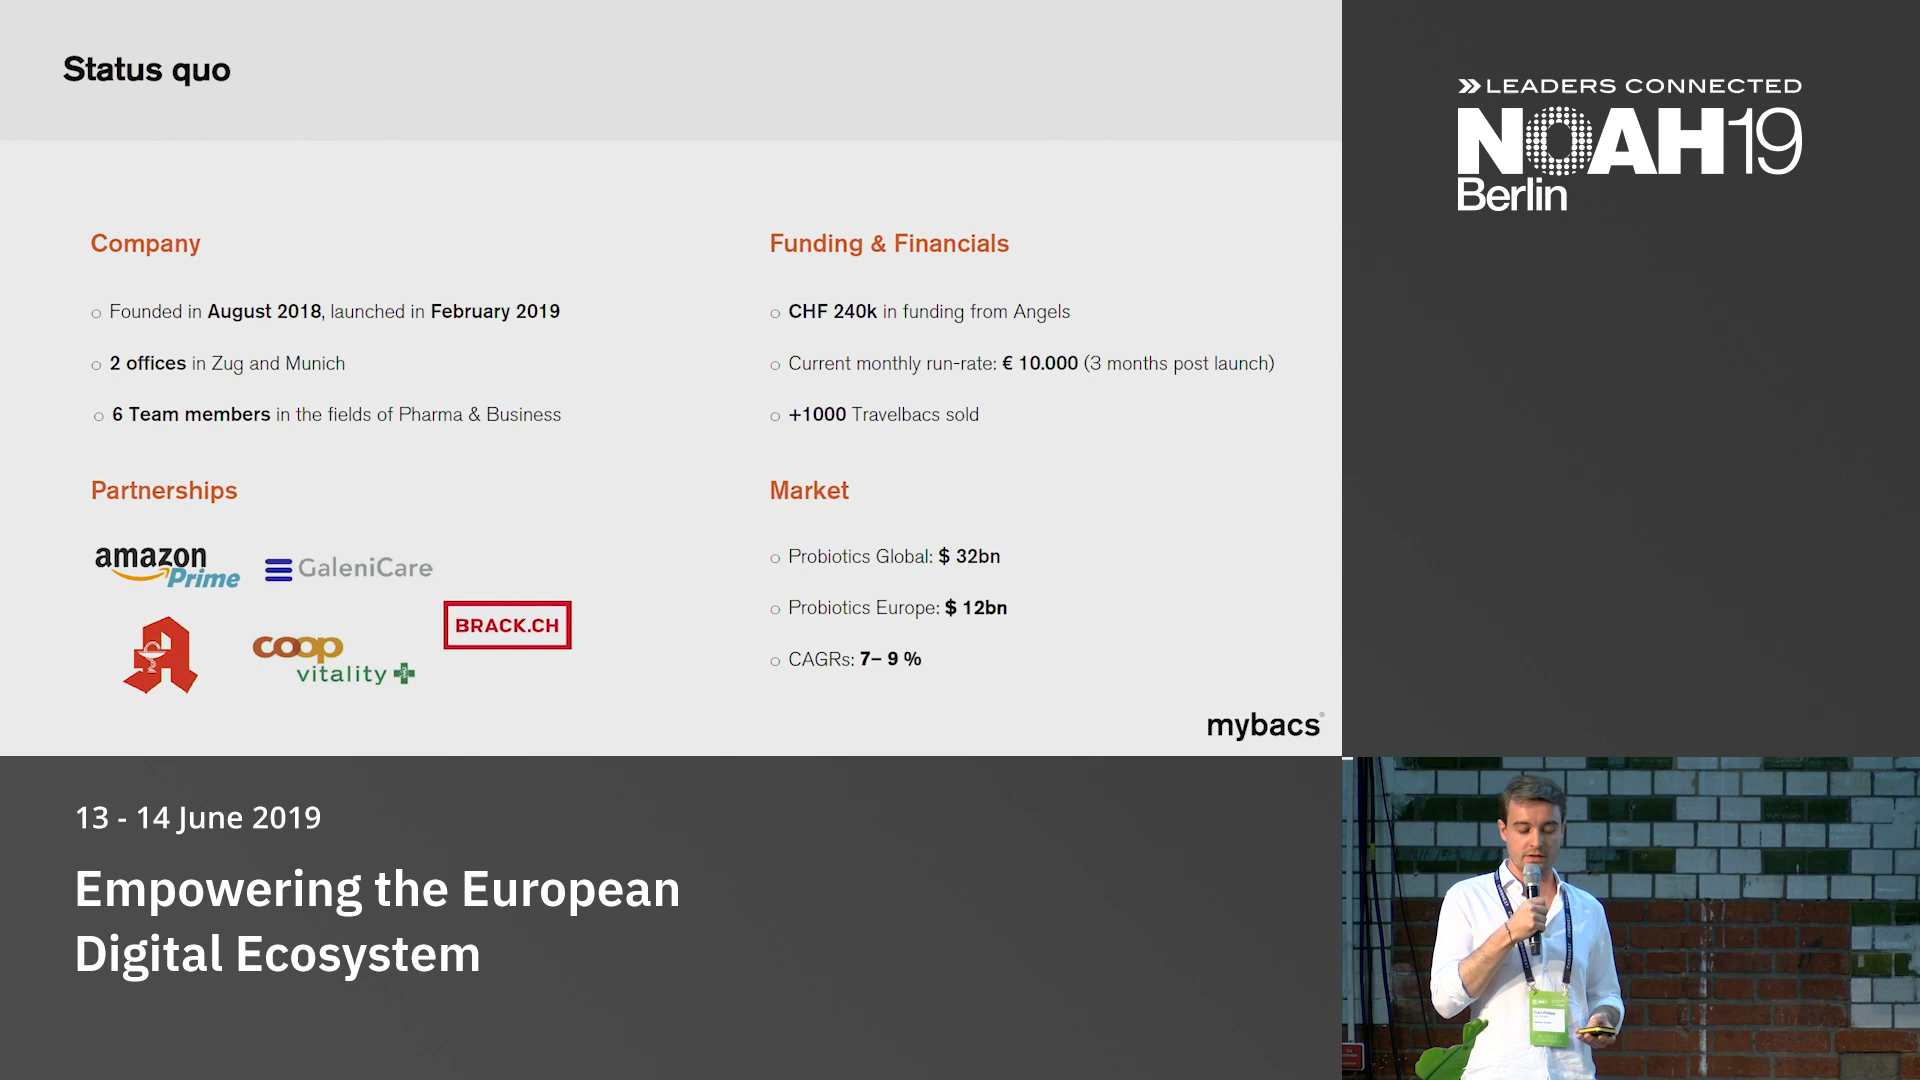 Status quo
Company
Founded in August 2018, launched in February 2019
2 offices in Zug and Munich
6 Team members in the fields of Pharma & Business
Funding & Financials
CHF 240k in funding from Angels
Current monthly run-rate: € 10.000 (3 months post launch)
+1000 Travelbacs sold
Partnerships
amazon
Prime
GaleniCare
BRACK.CH
coop
vitality
Market
Probiotics Global: $ 32bn
Probiotics Europe: $ 12bn
CAGRs: 7– 9 %
mybacs
LEADERS CONNECTED
NOAH19
Berlin
13 - 14 June 2019
Empowering the European
Digital Ecosystem